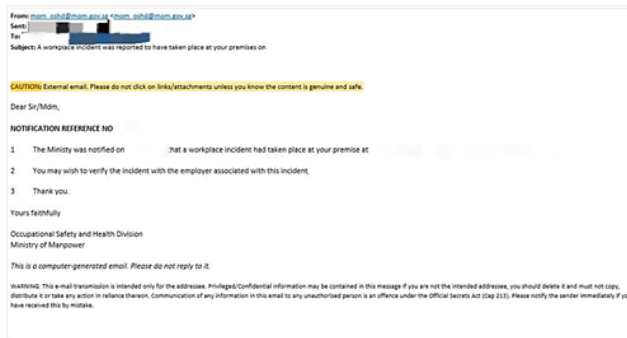 From: mom_oshd@mom.gov.sg <mom_oshd@mom.gov.sg>
Sent:
To:
Subject: A workplace incident was reported to have taken place at your premises on
CAUTION: External email. Please do not click on links/attachments unless you know the content is genuine and safe.
Dear Sir/Mdm,
NOTIFICATION REFERENCE NO
1 The Ministy was notified on that a workplace incident had taken place at your premise at
2 You may wish to verify the incident with the employer associated with this incident.
3 Thank you.
Yours faithfully
Occupational Safety and Health Division
Ministry of Manpower
This is a computer-generated email. Please do not reply to it.
WARNING: This e-mail transmission is intended only for the addressee. Privileged/Confidential information may be contained in this message if you are not the intended addressee, you should delete it and must not copy,
distribute it or take any action in reliance thereon. Communication of any information in this email to any unauthorised person is an offence under the Official Secrets Act (Cap 213). Please notify the sender immediately if
have received this by mistake.